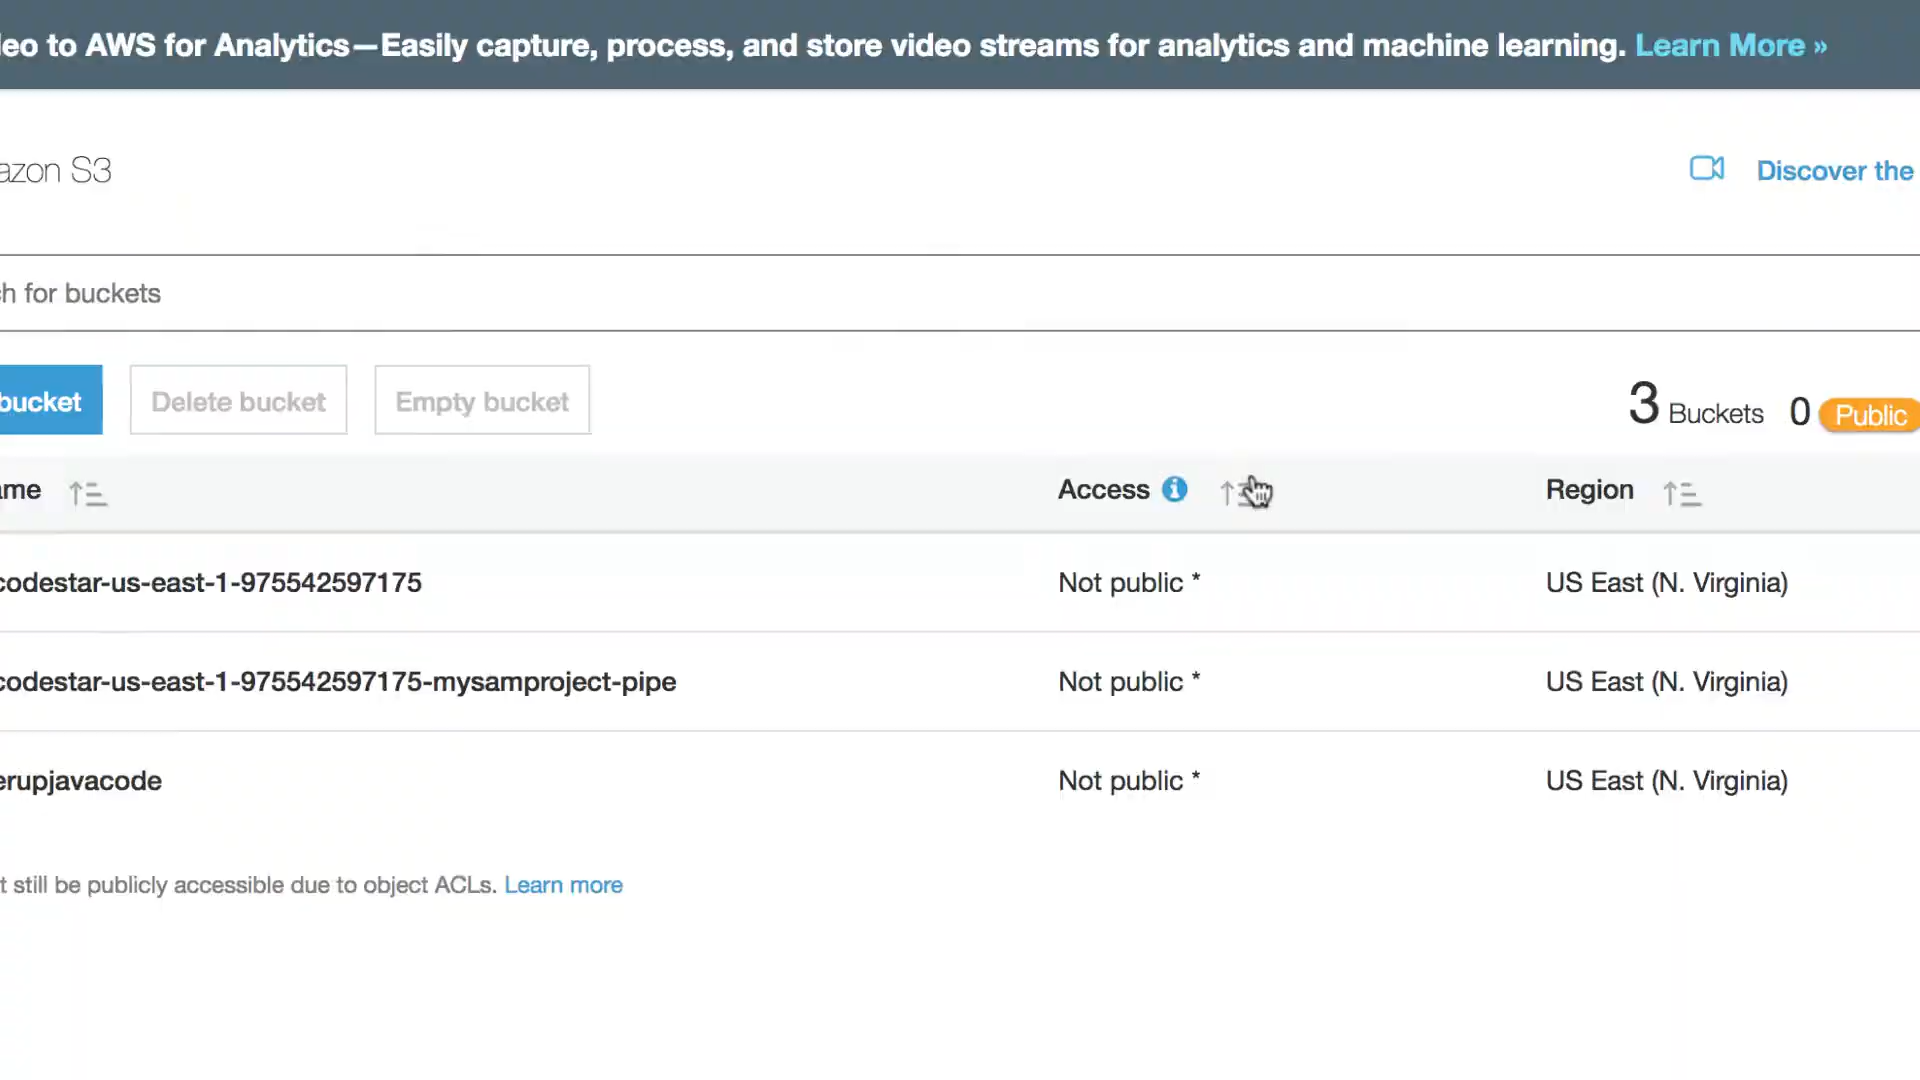 eo to AWS for Analytics—Easily capture, process, and store video streams for analytics and machine learning. Learn More »
azon S3
Discover the
h for buckets
bucket
Delete bucket
Empty bucket
3 Buckets 0 Public
ame
Access
Region
codestar-us-east-1-975542597175
Not public *
US East (N. Virginia)
codestar-us-east-1-975542597175-mysamproject-pipe
Not public *
US East (N. Virginia)
erupjavacode
Not public *
US East (N. Virginia)
t still be publicly accessible due to object ACLs. Learn more